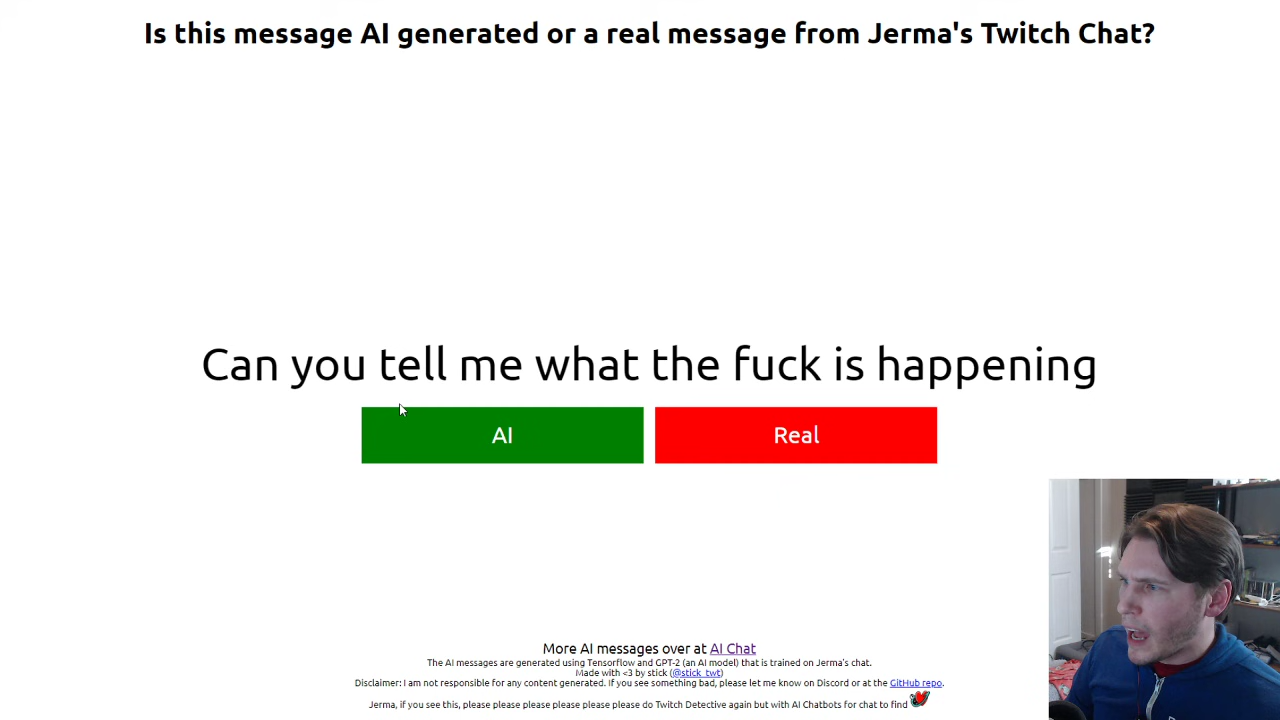 Is this message AI generated or a real message from Jerma's Twitch Chat?
Can you tell me what the fuck is happening
AI
Real
More AI messages over at AI Chat
The AI messages are generated using Tensorflow and GPT-2 (an AI model) that is trained on Jerma's chat.
Made with <3 by stick (@stick_twt)
Disclaimer: I am not responsible for any content generated. If you see something bad, please let me know on Discord or at the GitHub repo.
Jerma, if you see this, please please please please please please do Twitch Detective again but with AI Chatbots for chat to find